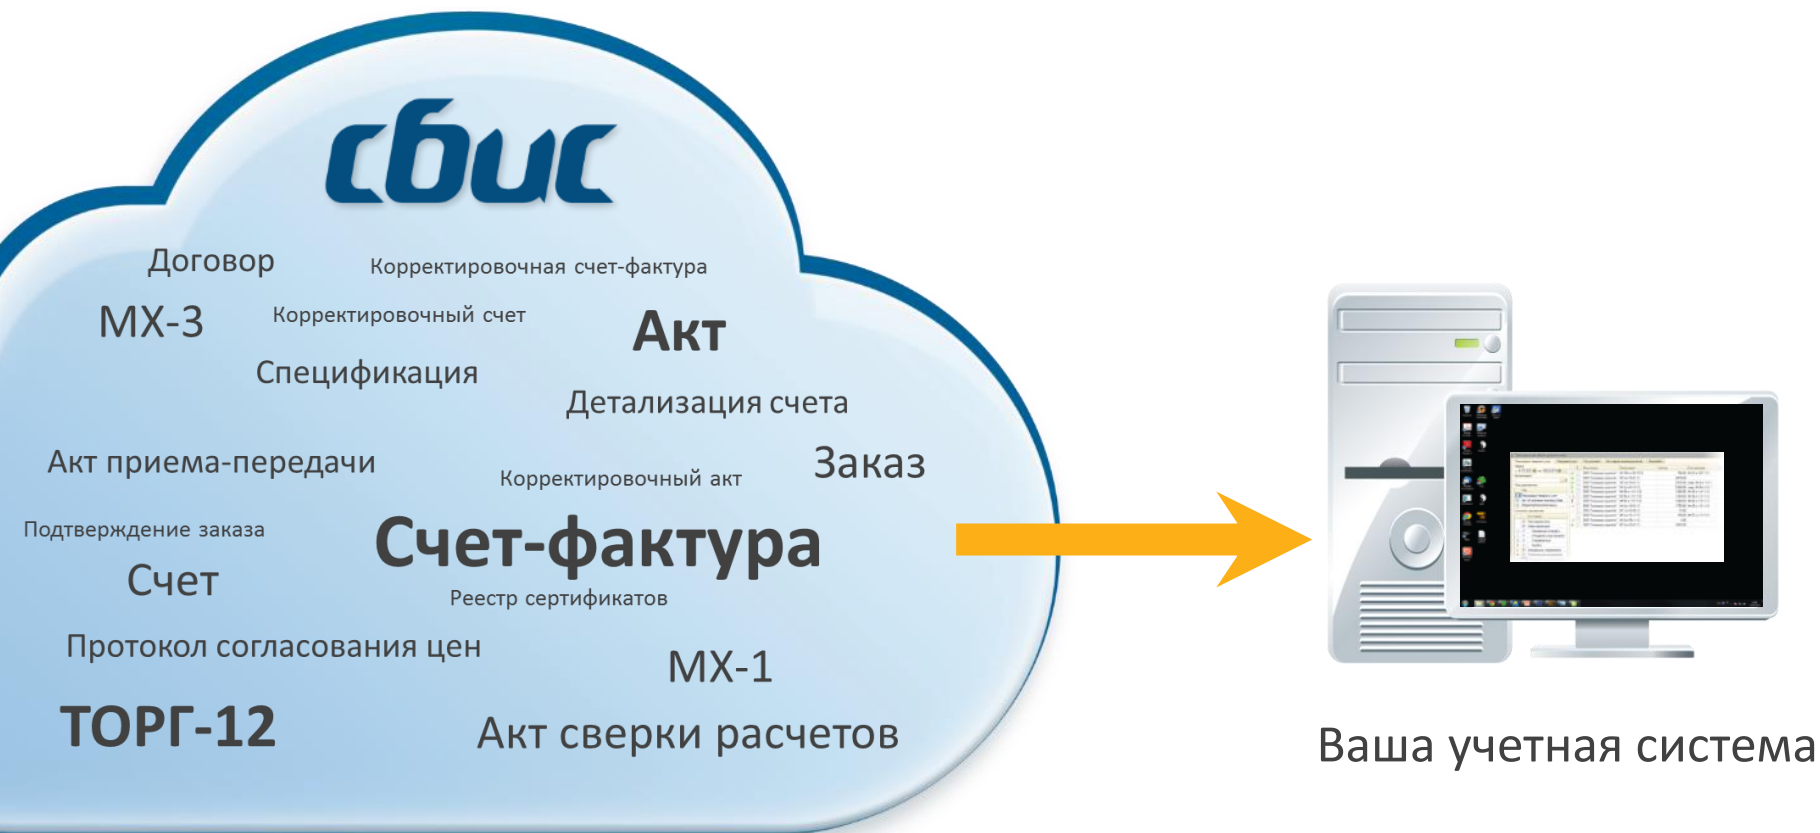 сбис
Договор
Корректировочная счет-фактура
МХ-3
Корректировочный счет
Акт
Спецификация
Детализация счета
Акт приема-передачи
Корректировочный акт
Заказ
Подтверждение заказа
Счет-фактура
Счет
Реестр сертификатов
Протокол согласования цен
МХ-1
ТОРГ-12
Акт сверки расчетов
Ваша учетная система